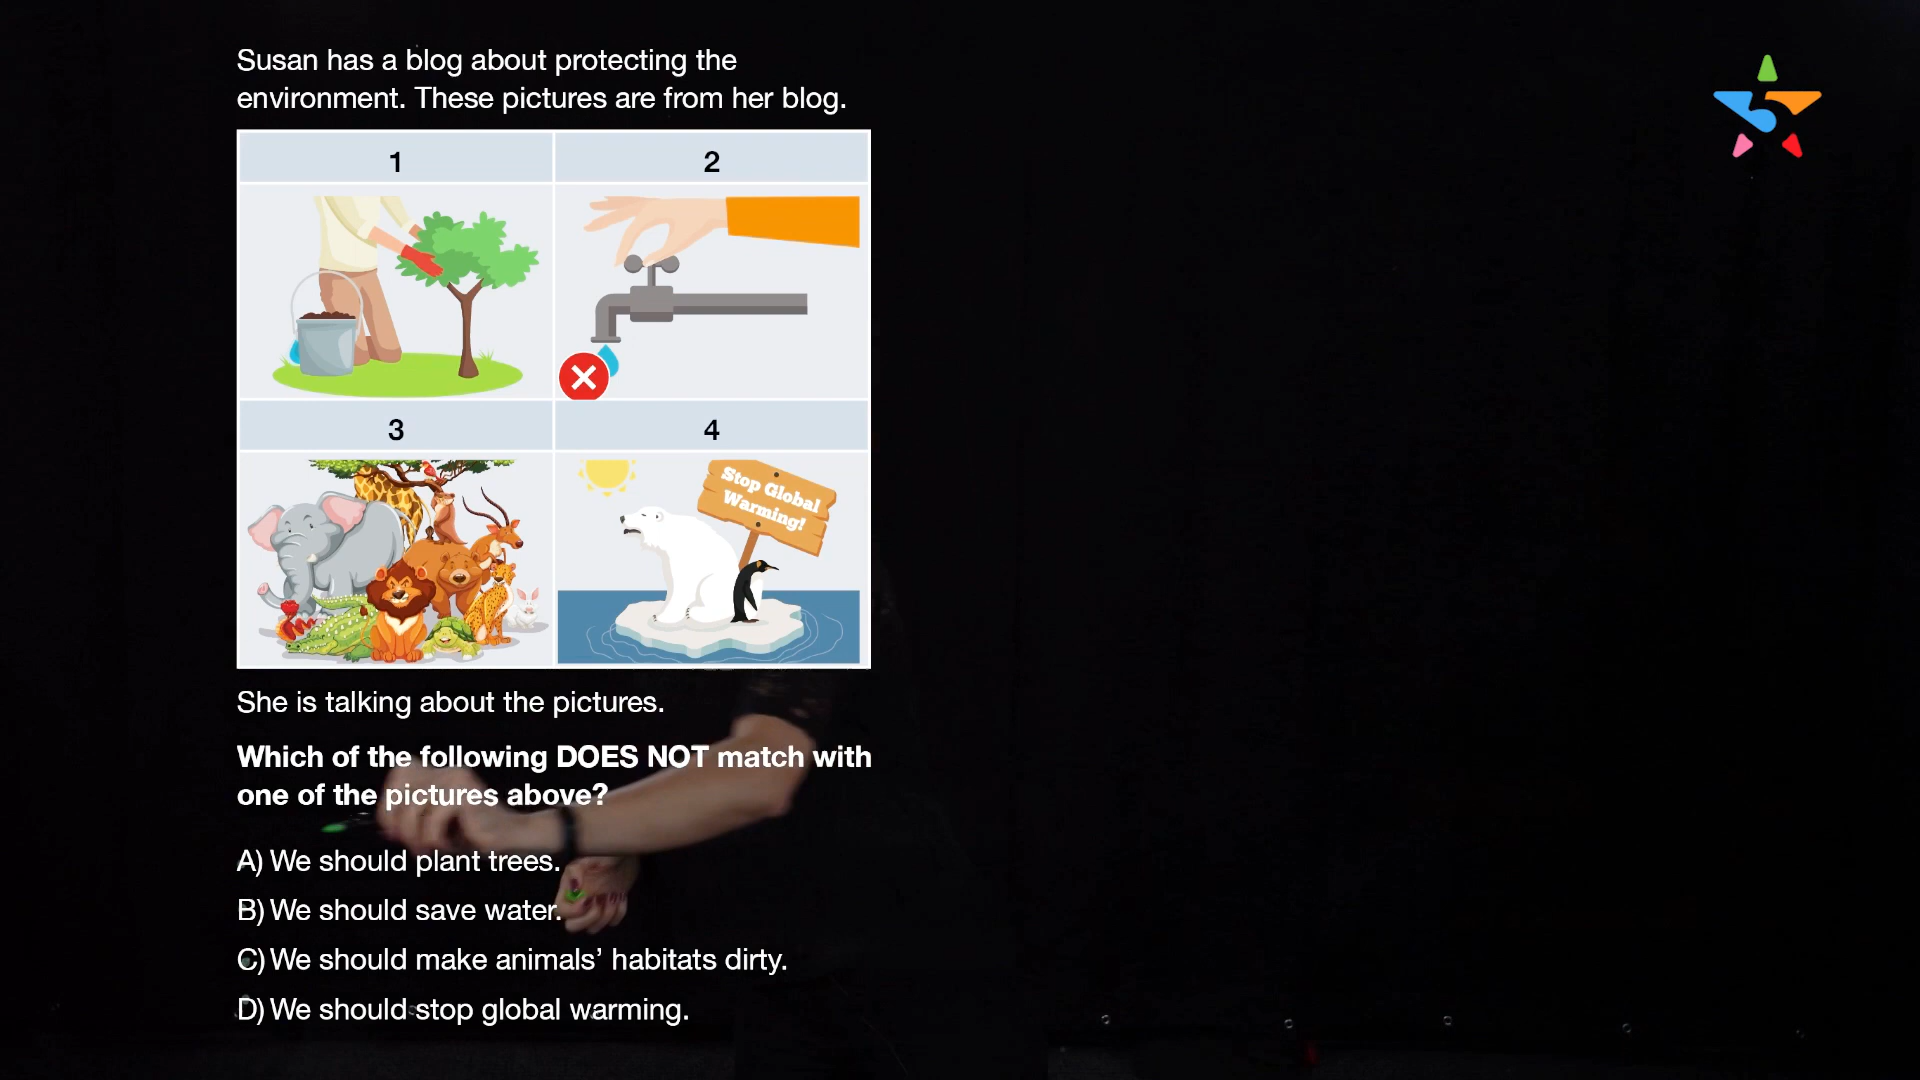 Susan has a blog about protecting the
environment. These pictures are from her blog.
1
2
3
4
Stop Global
Warming!
She is talking about the pictures.
Which of the following DOES NOT match with
one of the pictures above?
A) We should plant trees.
B) We should save water.
C) We should make animals’ habitats dirty.
D) We should stop global warming.